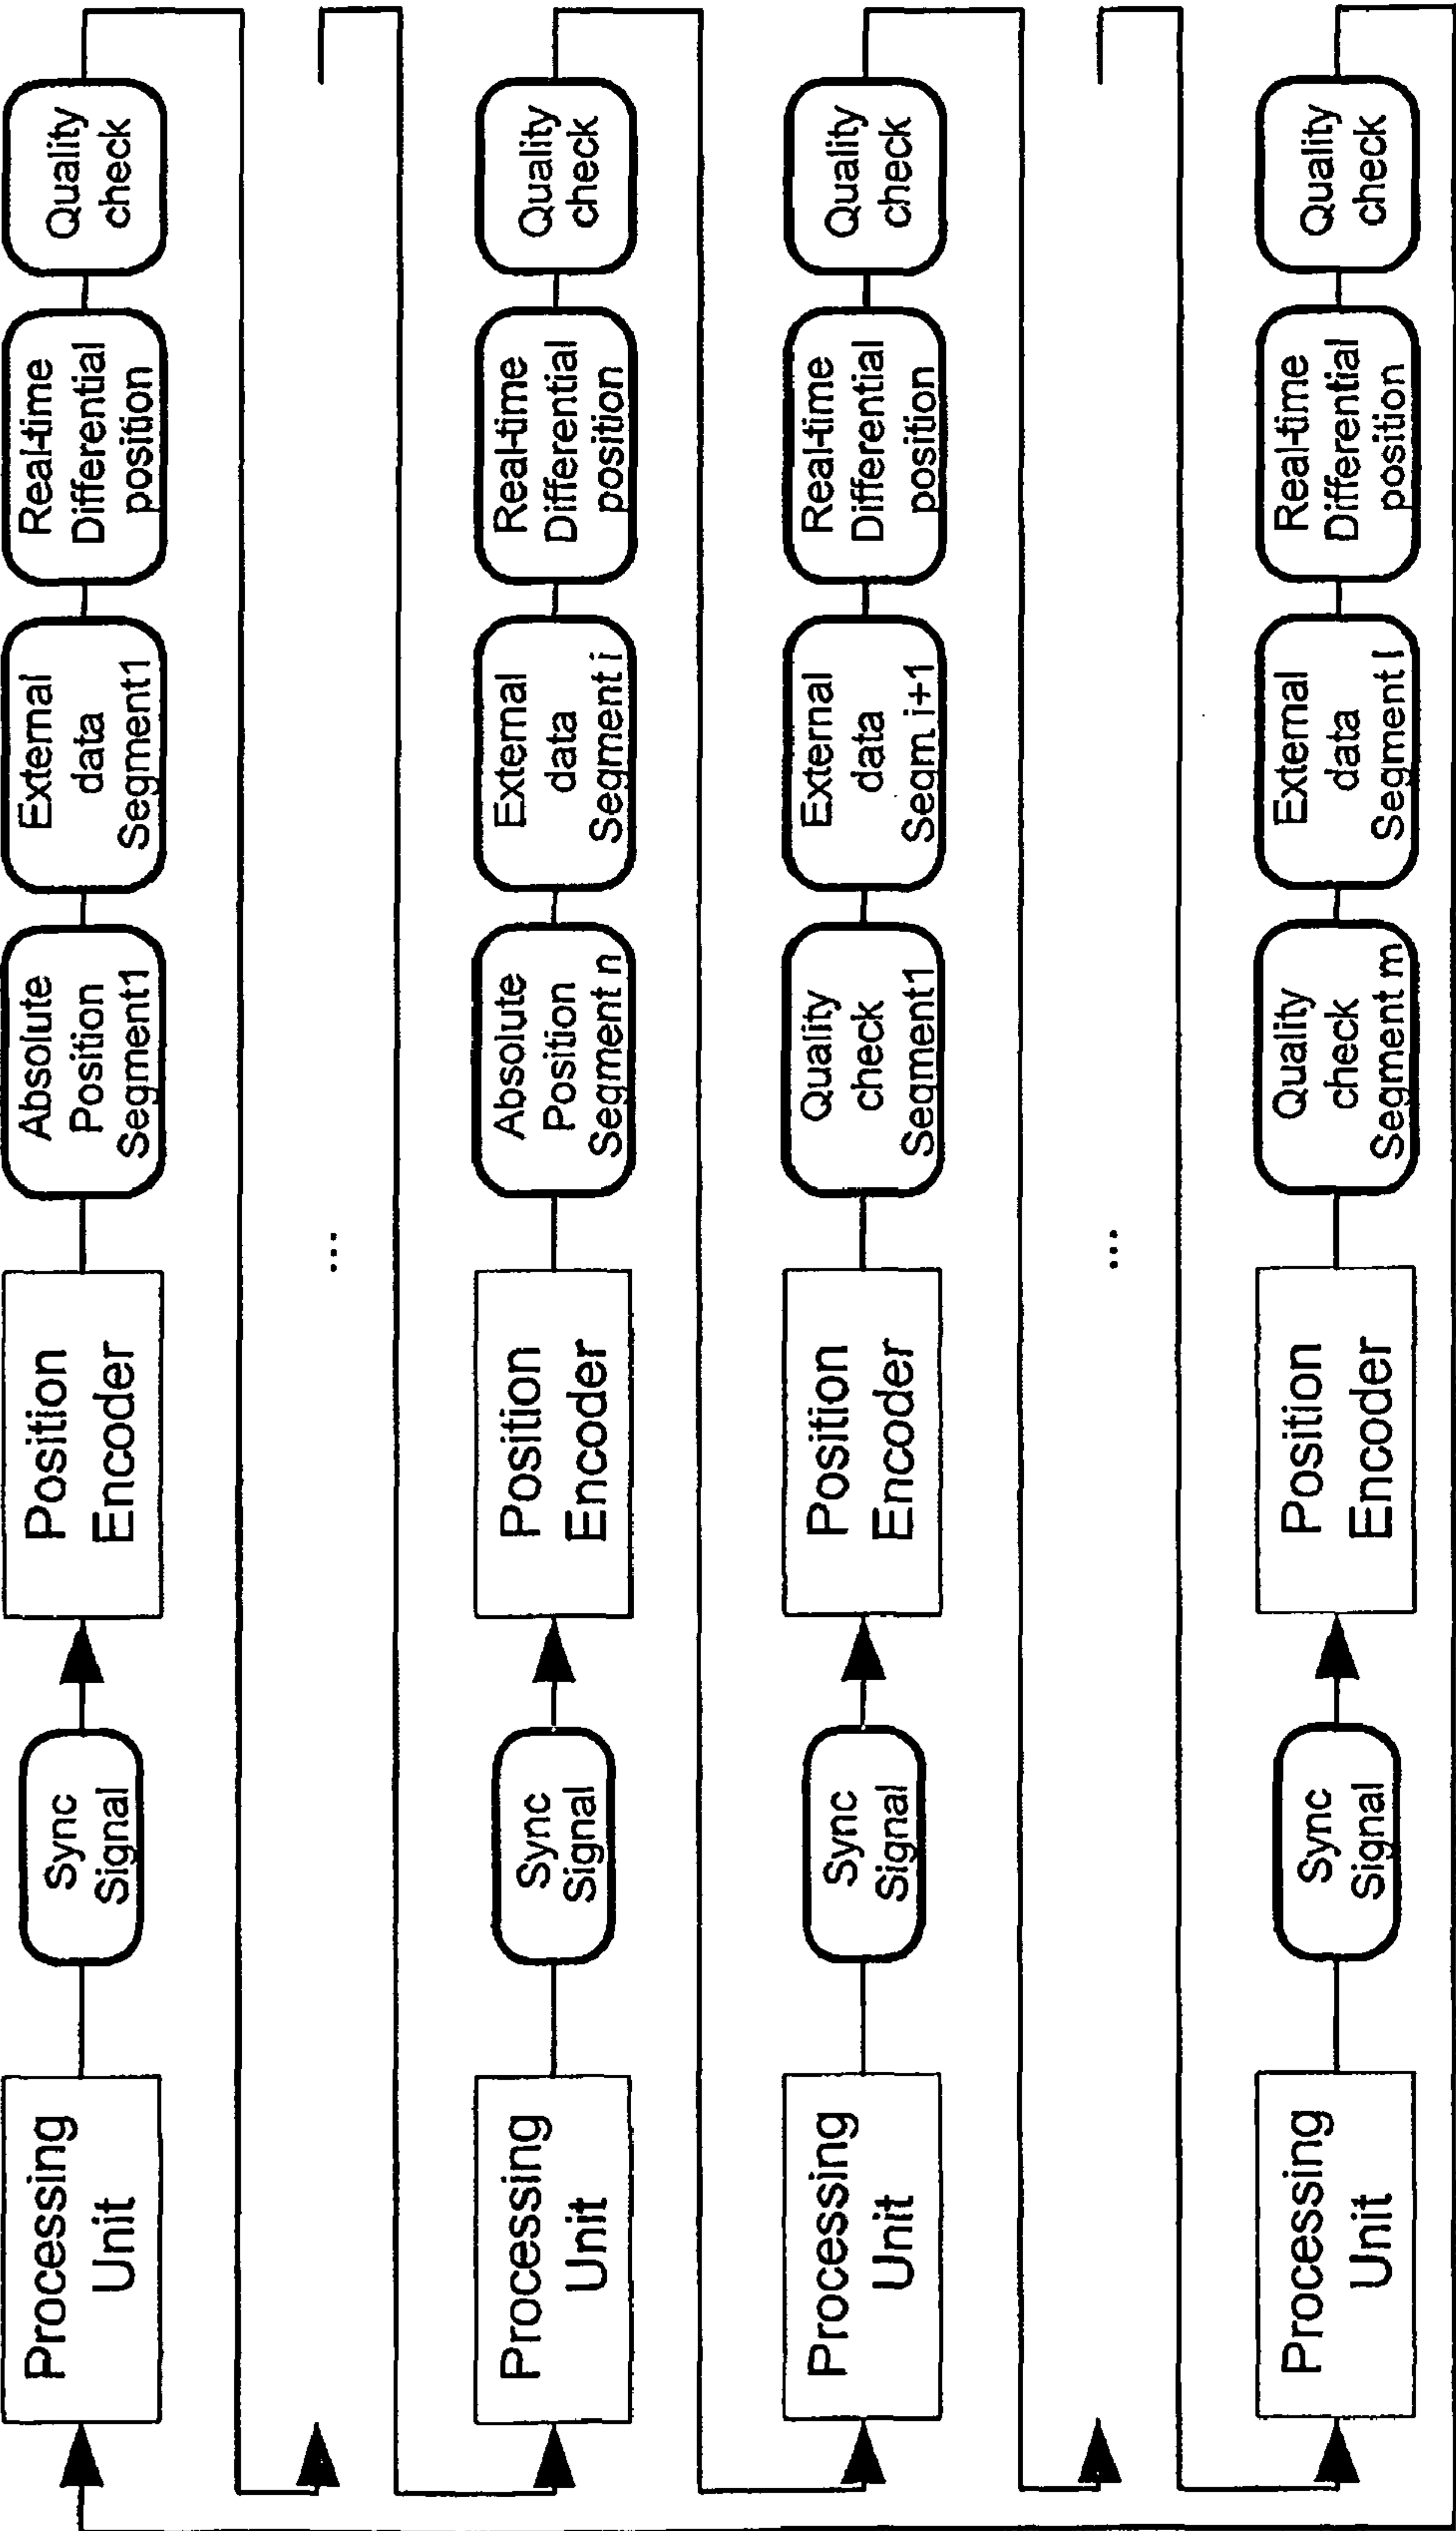 Processing
Unit
Sync
Signal
Position
Encoder
Absolute
Position
Segment1
External
data
Segment1
Real-time
Differential
position
Quality
check
...
Processing
Unit
Sync
Signal
Position
Encoder
Absolute
Position
Segment n
External
data
Segment i
Real-time
Differential
position
Quality
check
Processing
Unit
Sync
Signal
Position
Encoder
Quality
check
Segment1
External
data
Segm. i+1
Real-time
Differential
position
Quality
check
...
Processing
Unit
Sync
Signal
Position
Encoder
Quality
check
Segment m
External
data
Segment l
Real-time
Differential
position
Quality
check